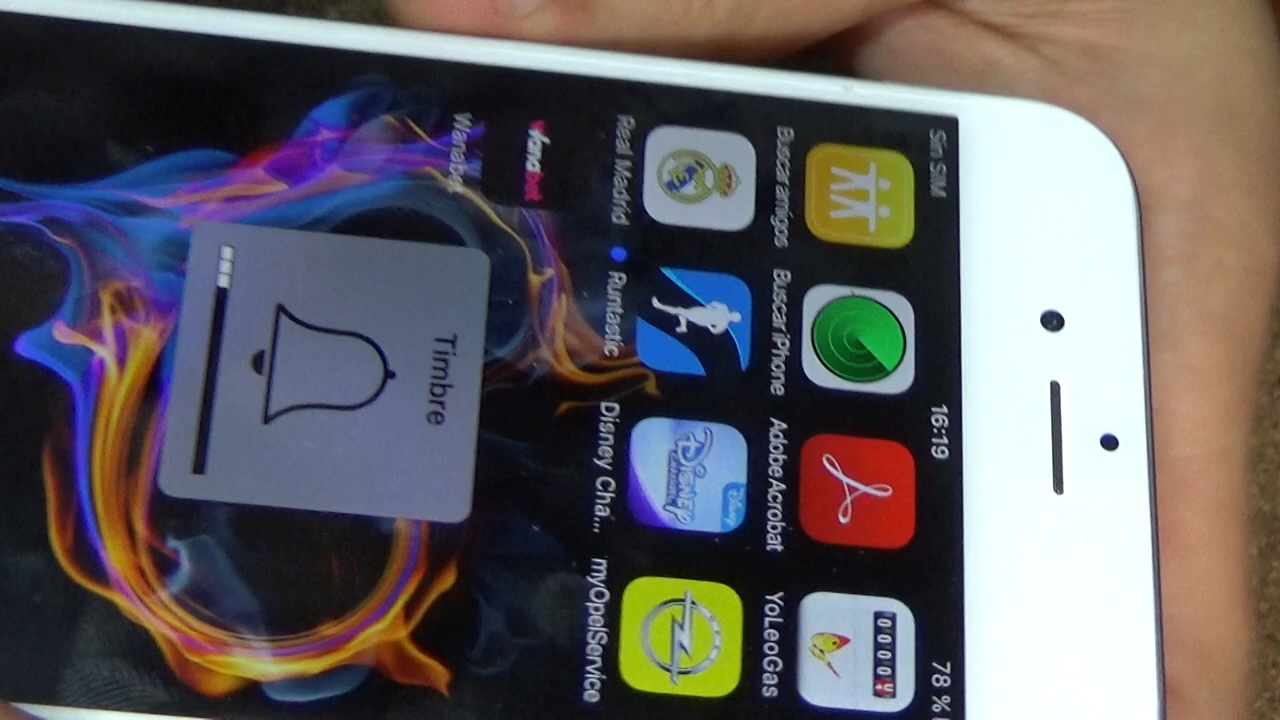 Sin SIM 16:19 78 %
Buscar amigos Buscar iPhone Adobe Acrobat YoLeoGas
Real Madrid Runtastic Disney Cha... myOpelService
Wanabet
Timbre